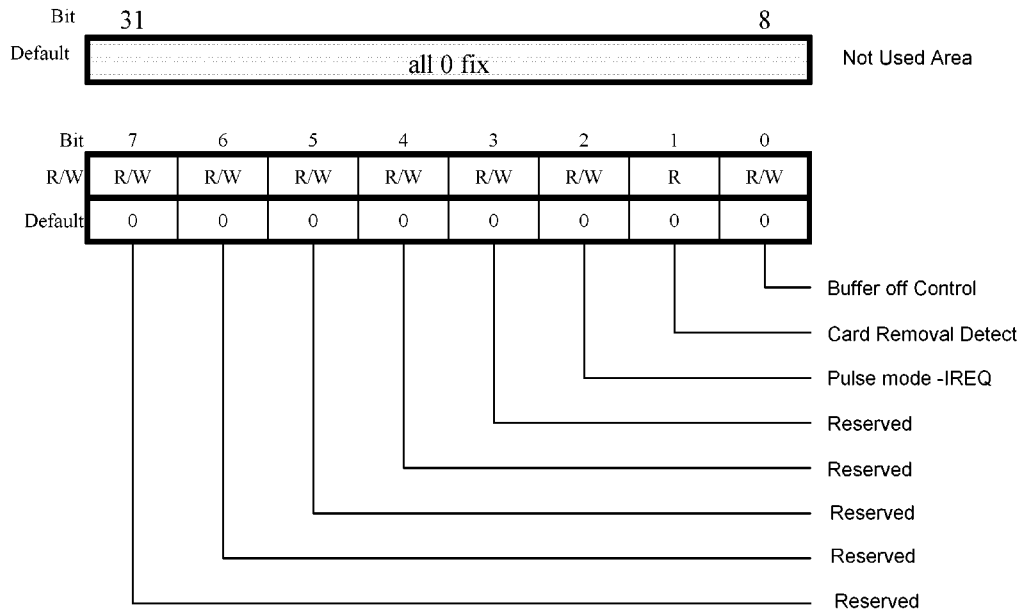 Bit 31 8
Default all 0 fix Not Used Area
Bit 7 6 5 4 3 2 1 0
R/W R/W R/W R/W R/W R/W R/W R R/W
Default 0 0 0 0 0 0 0 0
Buffer off Control
Card Removal Detect
Pulse mode -IREQ
Reserved
Reserved
Reserved
Reserved
Reserved